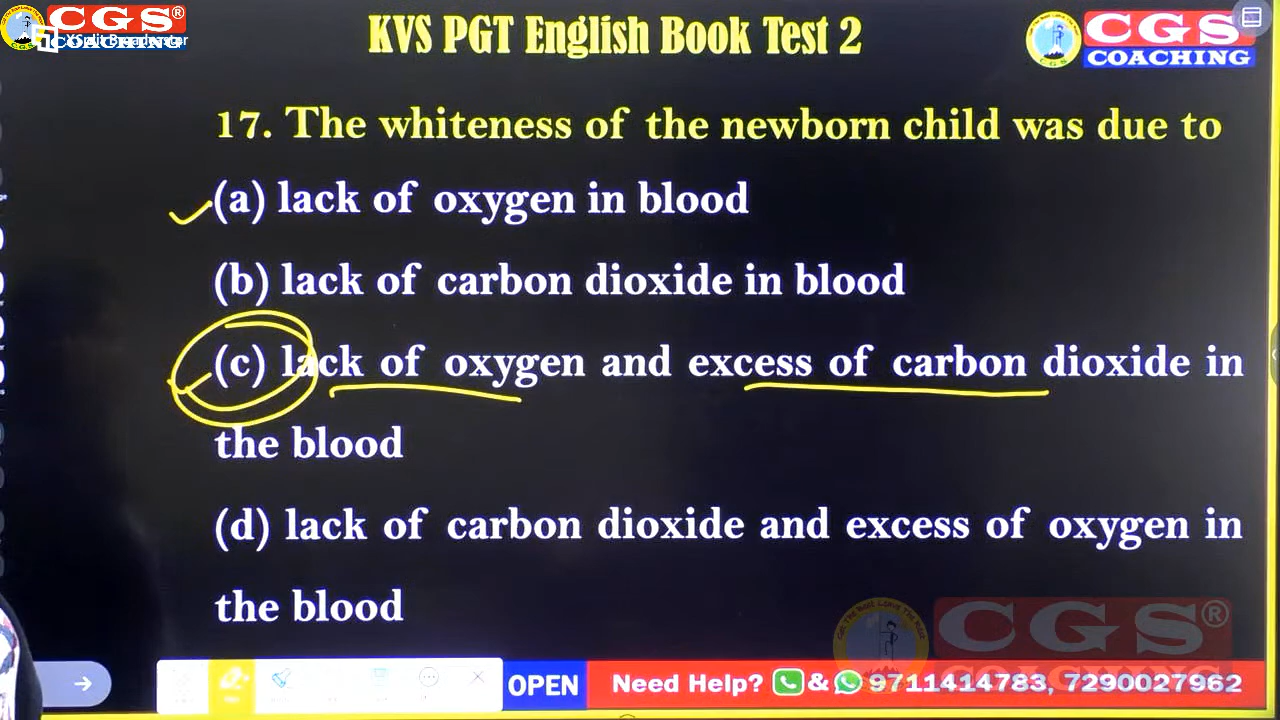 CGS®
COACHING
KVS PGT English Book Test 2
CGS
COACHING
17. The whiteness of the newborn child was due to
(a) lack of oxygen in blood
(b) lack of carbon dioxide in blood
(c) lack of oxygen and excess of carbon dioxide in
the blood
(d) lack of carbon dioxide and excess of oxygen in
the blood
CGS®
COACHING
OPEN
Need Help? & 9711414783, 7290027962